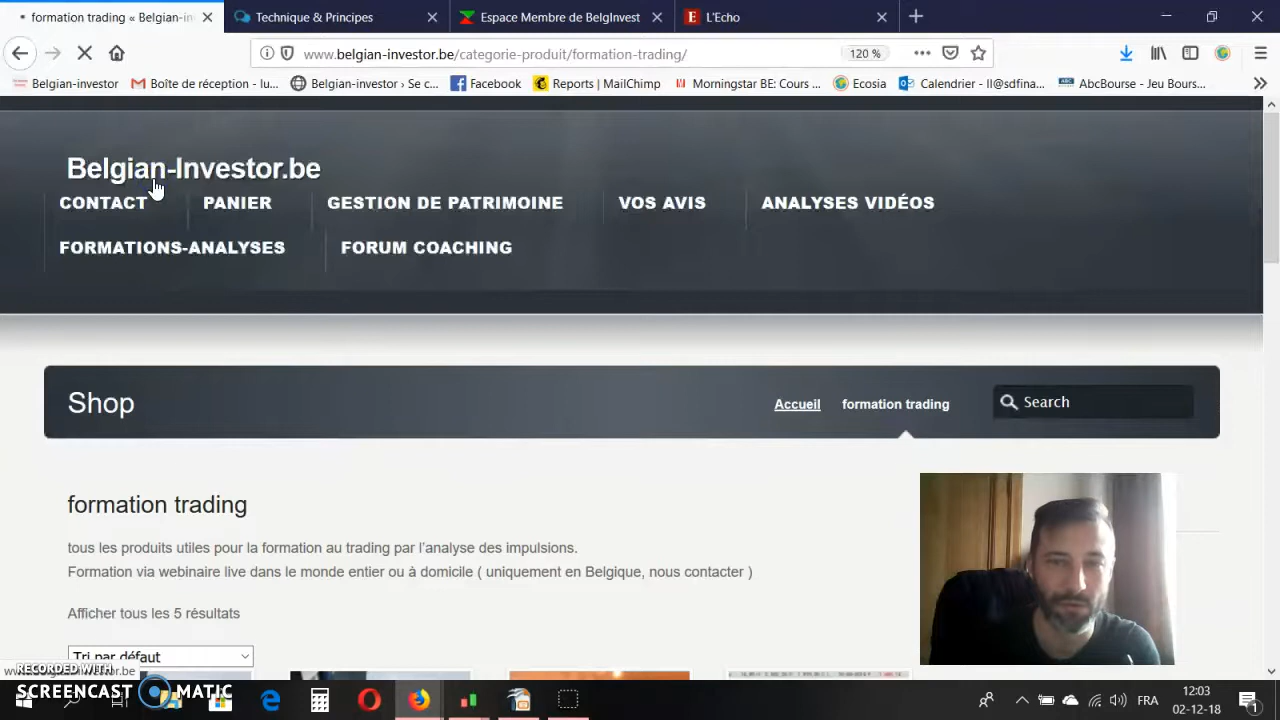 formation trading « Belgian-in
Technique & Principes
Espace Membre de BelgInvest
L'Echo
www.belgian-investor.be/categorie-produit/formation-trading/
120 %
Belgian-investor
Boîte de réception - lu...
Belgian-investor › Se c...
Facebook
Reports | MailChimp
Morningstar BE: Cours ...
Ecosia
Calendrier - ll@sdfina...
AbcBourse - Jeu Bours...
Belgian-Investor.be
CONTACT
PANIER
GESTION DE PATRIMOINE
VOS AVIS
ANALYSES VIDÉOS
FORMATIONS-ANALYSES
FORUM COACHING
Shop
Accueil
formation trading
Search
formation trading
tous les produits utiles pour la formation au trading par l'analyse des impulsions.
Formation via webinaire live dans le monde entier ou à domicile ( uniquement en Belgique, nous contacter )
Afficher tous les 5 résultats
Tri par défaut
RECORDED WITH
SCREENCAST MATIC
FRA
12:03
02-12-18
1